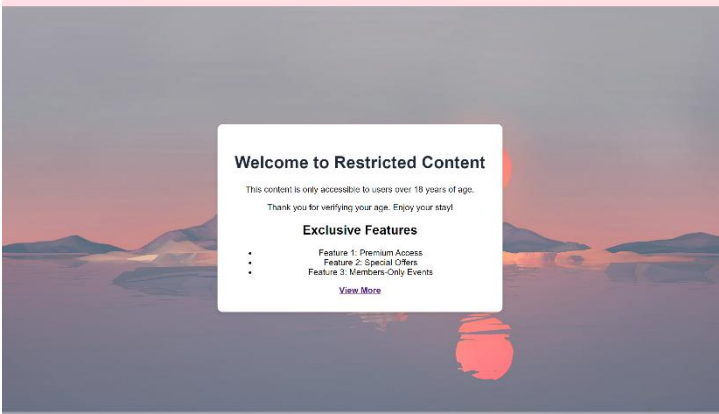 Welcome to Restricted Content
This content is only accessible to users over 18 years of age.
Thank you for verifying your age. Enjoy your stay!
Exclusive Features
• Feature 1: Premium Access
• Feature 2: Special Offers
• Feature 3: Members-Only Events
View More